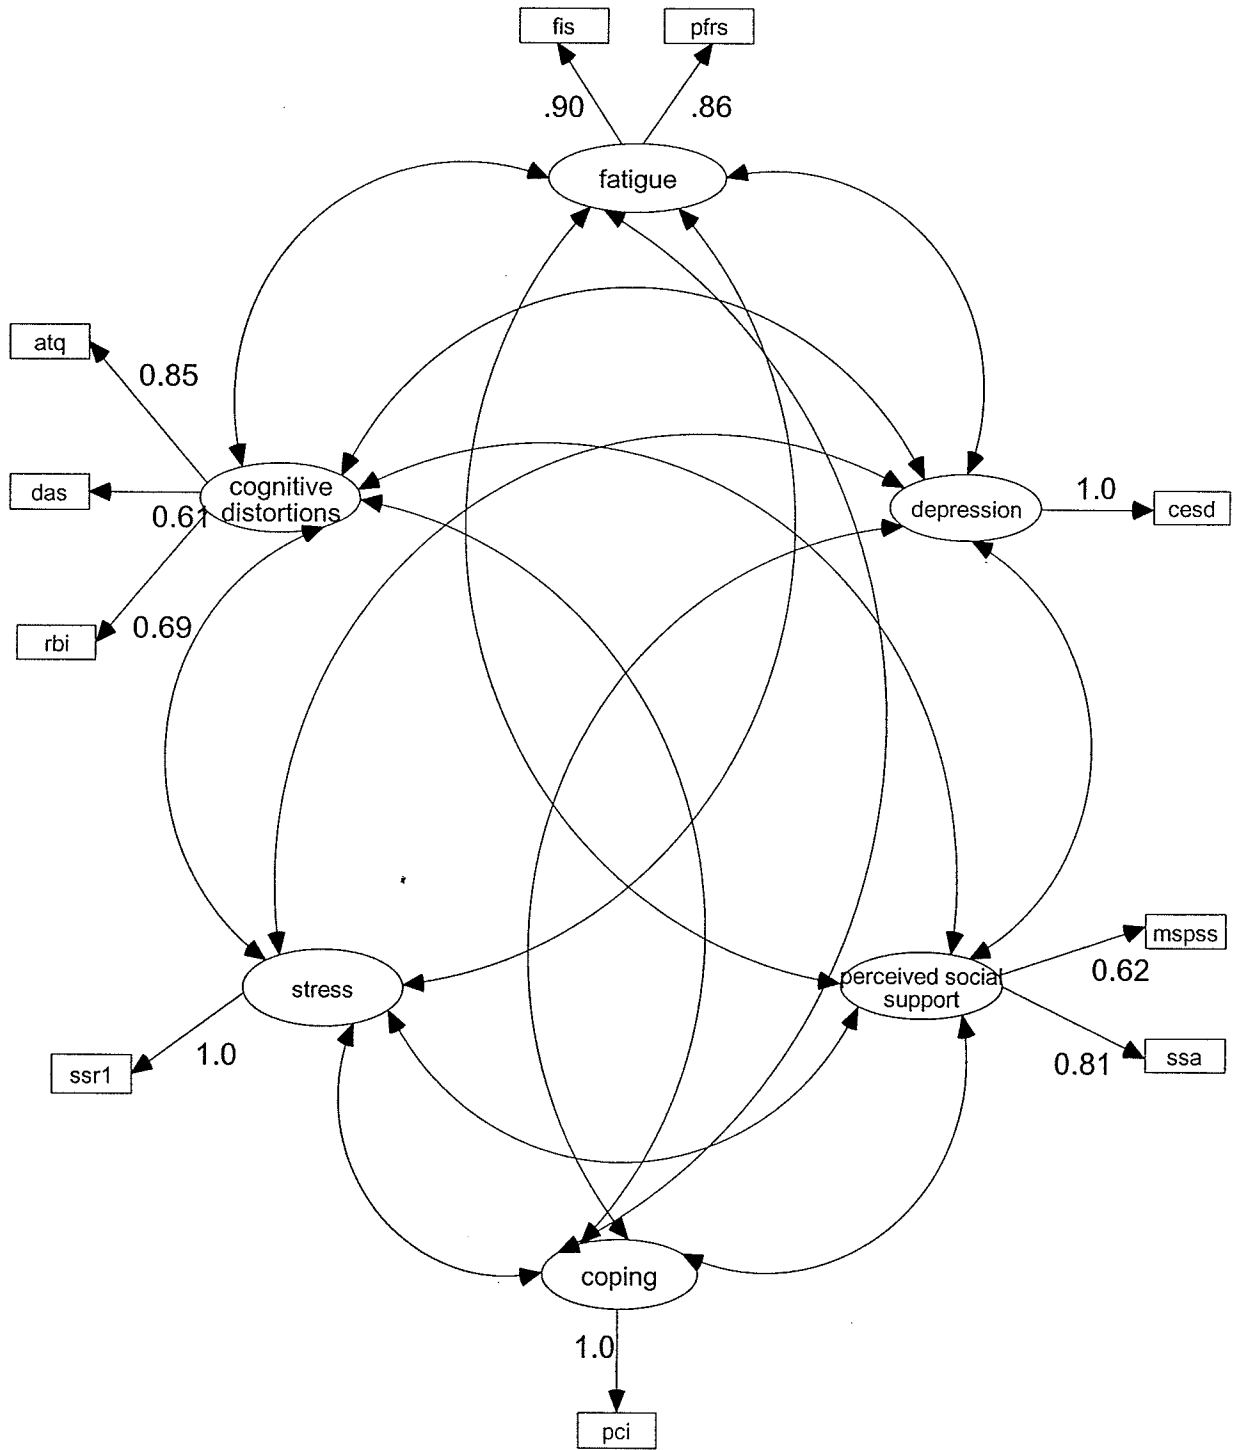 fis
pfrs
.90
.86
fatigue
atq
0.85
das
cognitive
distortions
0.61
rbi
0.69
depression
1.0
cesd
stress
1.0
ssr1
perceived social
support
mspss
0.62
0.81
ssa
coping
1.0
pci